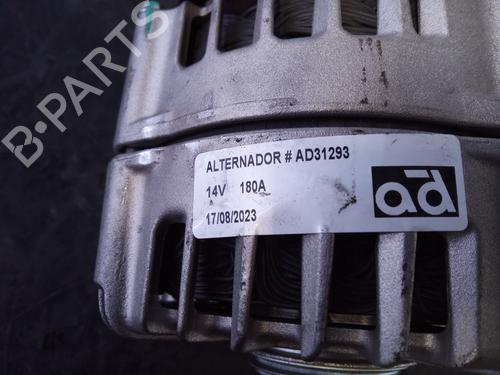 B-PARTS
ALTERNADOR # AD31293
14V 180A
17/08/2023
ad